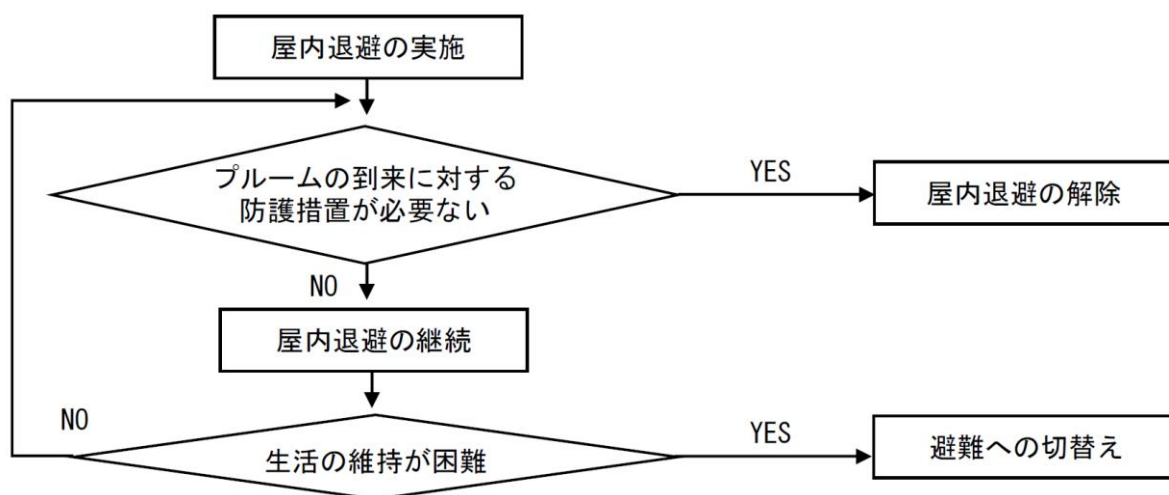 屋内退避の実施
プルームの到来に対する
防護措置が必要ない
YES
屋内退避の解除
NO
屋内退避の継続
NO
生活の維持が困難
YES
避難への切替え